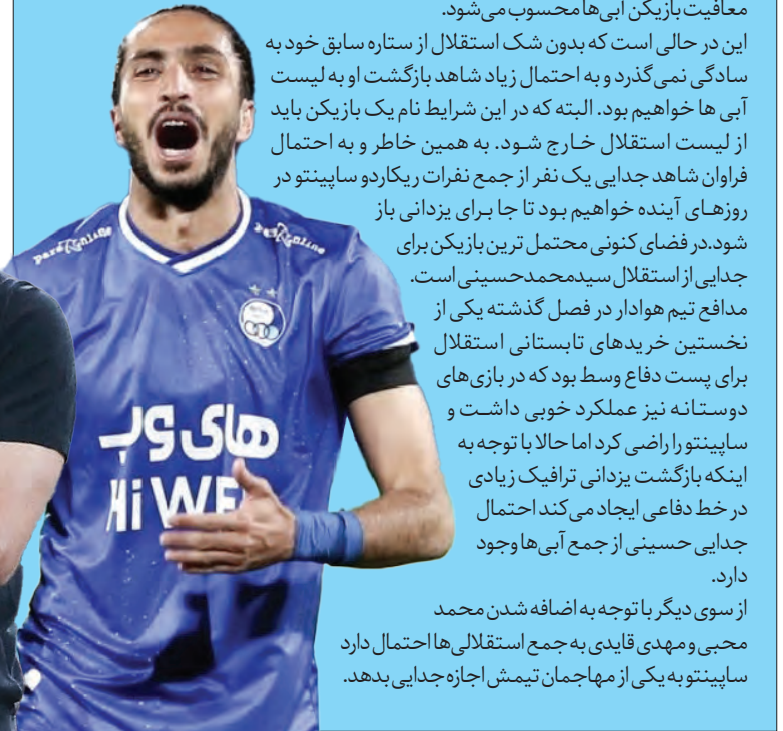 معافیت بازیکن آبی‌ها محسوب می‌شود.
این در حالی است که بدون شک استقلال از ستاره سابق خود به
سادگی نمی‌گذرد و به احتمال زیاد شاهد بازگشت او به لیست
آبی ها خواهیم بود. البته که در این شرایط نام یک بازیکن باید
از لیست استقلال خارج شود. به همین خاطر و به احتمال
فراوان شاهد جدایی یک نفر از جمع نفرات ریکاردو ساپینتو در
روزهای آینده خواهیم بود تا جا برای یزدانی باز
شود.در فضای کنونی محتمل ترین بازیکن برای
جدایی از استقلال سیدمحمدحسینی است.
مدافع تیم هوادار در فصل گذشته یکی از
نخستین خریدهای تابستانی استقلال
برای پست دفاع وسط بود که در بازی‌های
دوستانه نیز عملکرد خوبی داشت و
ساپینتو را راضی کرد اما حالا با توجه به
اینکه بازگشت یزدانی ترافیک زیادی
در خط دفاعی ایجاد می‌کند احتمال
جدایی حسینی از جمع آبی‌ها وجود
دارد.
از سوی دیگر با توجه به اضافه شدن محمد
محبی و مهدی قایدی به جمع استقلالی‌ها احتمال دارد
ساپینتو به یکی از مهاجمان تیمش اجازه جدایی بدهد.
های وب
Hi WE